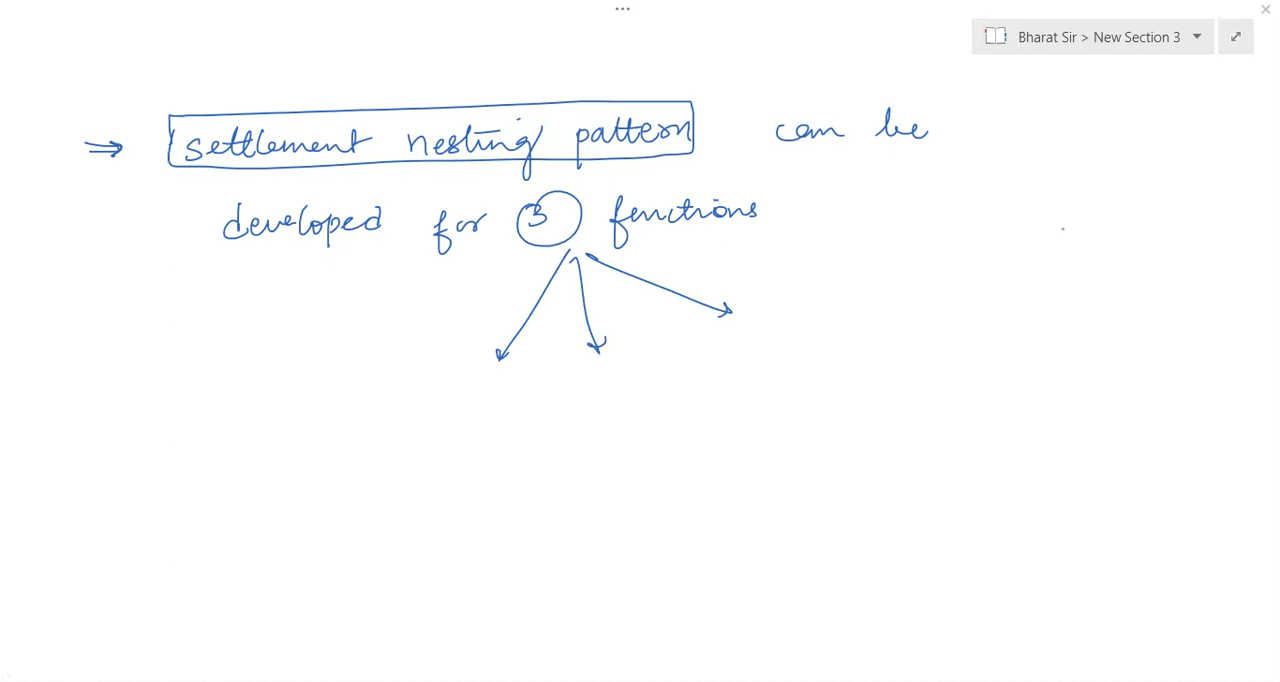 ...
Bharat Sir > New Section 3
⇒ settlement nesting pattern can be
developed for 3 functions